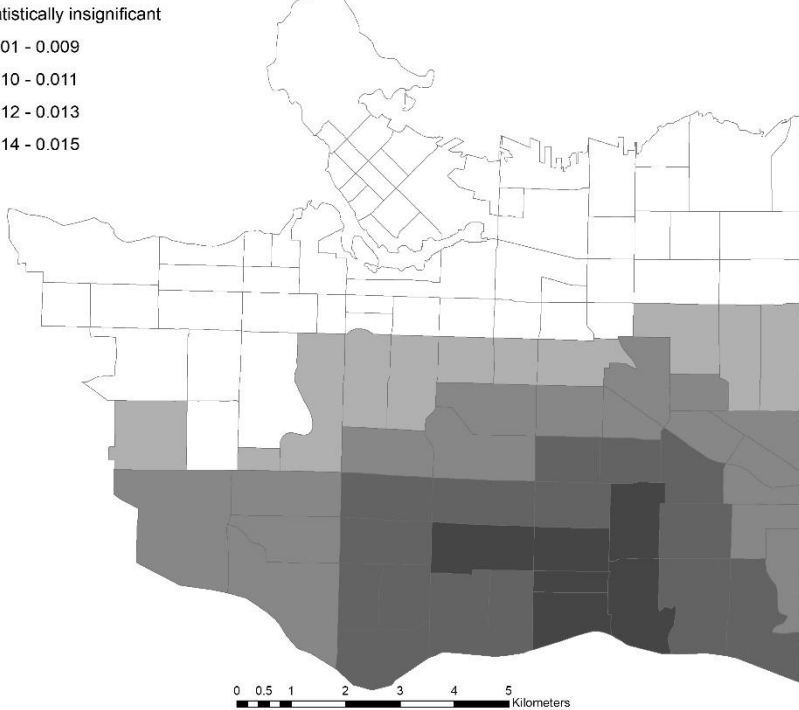 tistically insignificant
01 - 0.009
10 - 0.011
12 - 0.013
14 - 0.015
0 0.5 1 2 3 4 5
Kilometers